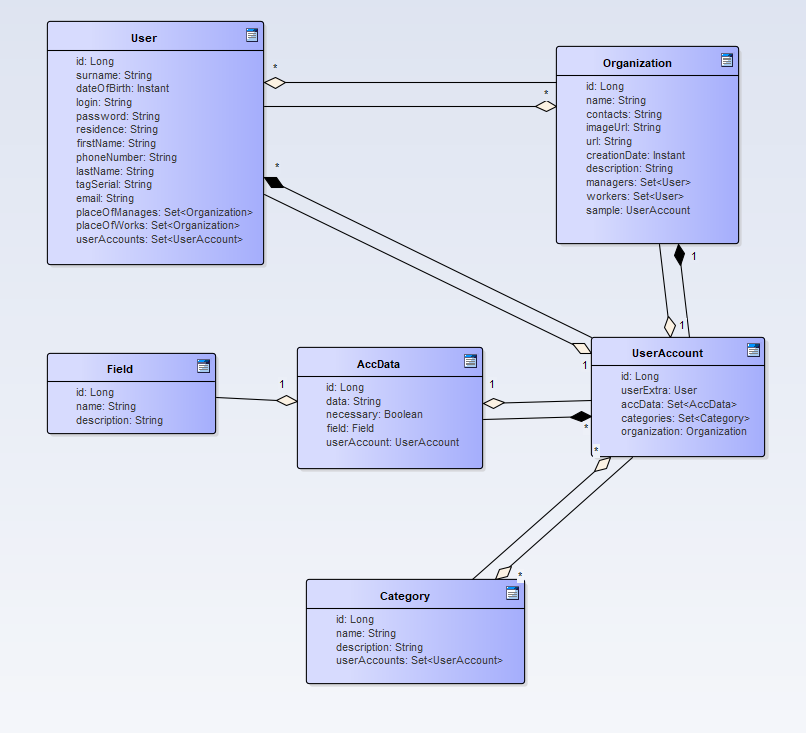 User
id: Long
surname: String
dateOfBirth: Instant
login: String
password: String
residence: String
firstName: String
phoneNumber: String
lastName: String
tagSerial: String
email: String
placeOfManages: Set<Organization>
placeOfWorks: Set<Organization>
userAccounts: Set<UserAccount>
*
*
*
Organization
id: Long
name: String
contacts: String
imageUrl: String
url: String
creationDate: Instant
description: String
managers: Set<User>
workers: Set<User>
sample: UserAccount
1
1
1
Field
id: Long
name: String
description: String
1
AccData
id: Long
data: String
necessary: Boolean
field: Field
userAccount: UserAccount
1
UserAccount
id: Long
userExtra: User
accData: Set<AccData>
categories: Set<Category>
organization: Organization
*
*
*
Category
id: Long
name: String
description: String
userAccounts: Set<UserAccount>